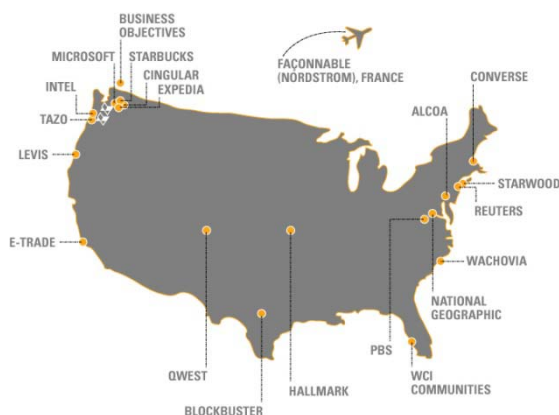 BUSINESS
OBJECTIVES
MICROSOFT
STARBUCKS
CINGULAR
EXPEDIA
INTEL
TAZO
LEVIS
E-TRADE
FAÇONNABLE
(NORDSTROM), FRANCE
CONVERSE
ALCOA
STARWOOD
REUTERS
WACHOVIA
NATIONAL
GEOGRAPHIC
PBS
WCI
COMMUNITIES
QWEST
HALLMARK
BLOCKBUSTER